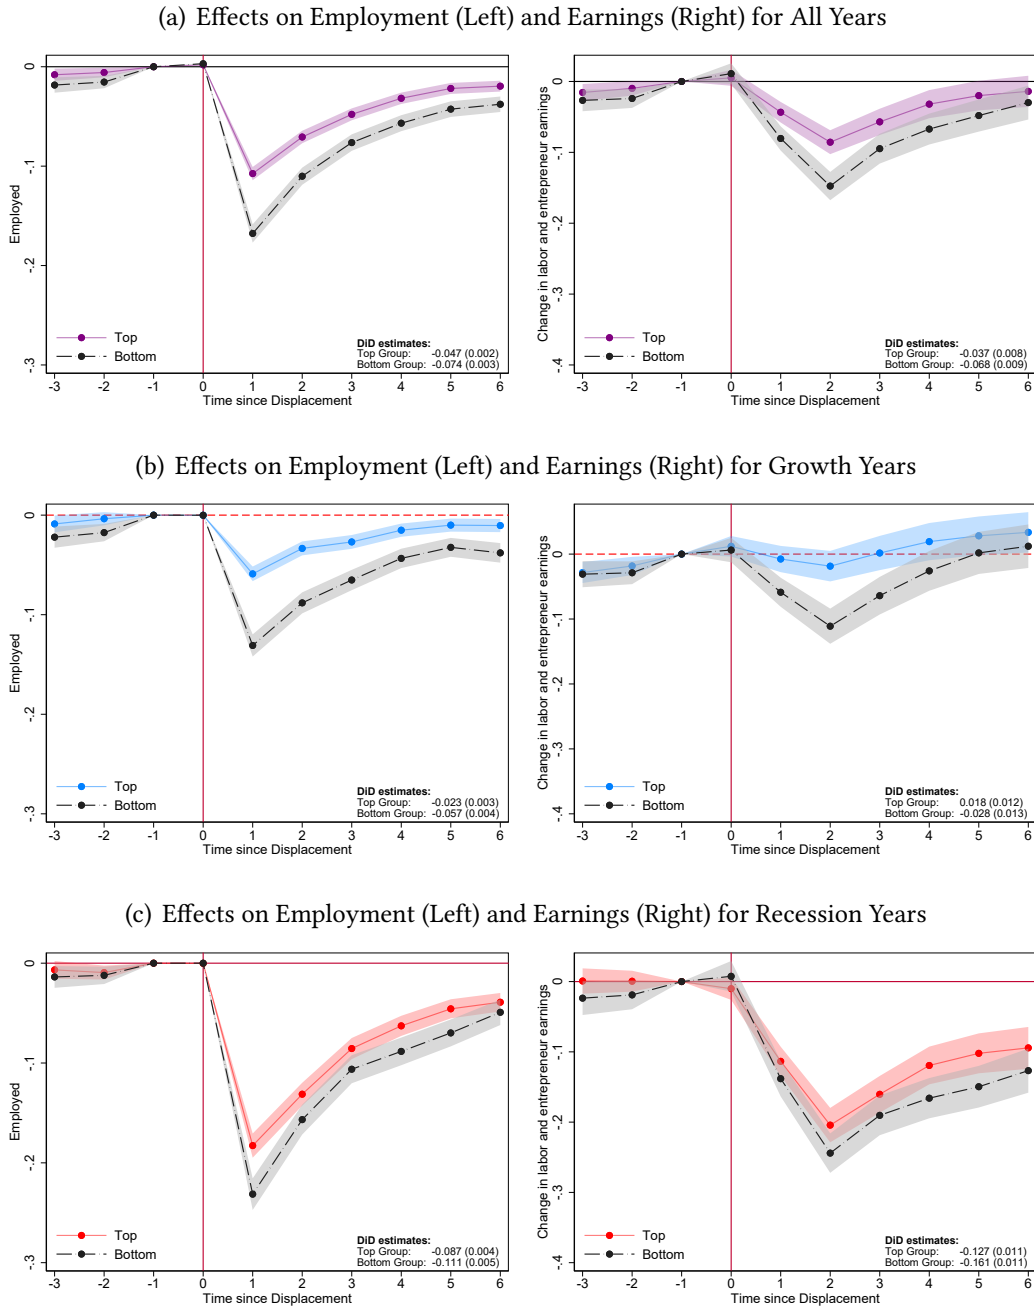 (a) Effects on Employment (Left) and Earnings (Right) for All Years
0
-.1
-.2
-.3
Employed
Top
Bottom
DiD estimates:
Top Group: -0.047 (0.002)
Bottom Group: -0.074 (0.003)
-3 -2 -1 0 1 2 3 4 5 6
Time since Displacement
0
-.1
-.2
-.3
-.4
Change in labor and entrepreneur earnings
Top
Bottom
DiD estimates:
Top Group: -0.037 (0.008)
Bottom Group: -0.068 (0.009)
-3 -2 -1 0 1 2 3 4 5 6
Time since Displacement
(b) Effects on Employment (Left) and Earnings (Right) for Growth Years
0
-.1
-.2
-.3
Employed
Top
Bottom
DiD estimates:
Top Group: -0.023 (0.003)
Bottom Group: -0.057 (0.004)
-3 -2 -1 0 1 2 3 4 5 6
Time since Displacement
0
-.1
-.2
-.3
-.4
Change in labor and entrepreneur earnings
Top
Bottom
DiD estimates:
Top Group: 0.018 (0.012)
Bottom Group: -0.028 (0.013)
-3 -2 -1 0 1 2 3 4 5 6
Time since Displacement
(c) Effects on Employment (Left) and Earnings (Right) for Recession Years
0
-.1
-.2
-.3
Employed
Top
Bottom
DiD estimates:
Top Group: -0.087 (0.004)
Bottom Group: -0.111 (0.005)
-3 -2 -1 0 1 2 3 4 5 6
Time since Displacement
0
-.1
-.2
-.3
-.4
Change in labor and entrepreneur earnings
Top
Bottom
DiD estimates:
Top Group: -0.127 (0.011)
Bottom Group: -0.161 (0.011)
-3 -2 -1 0 1 2 3 4 5 6
Time since Displacement